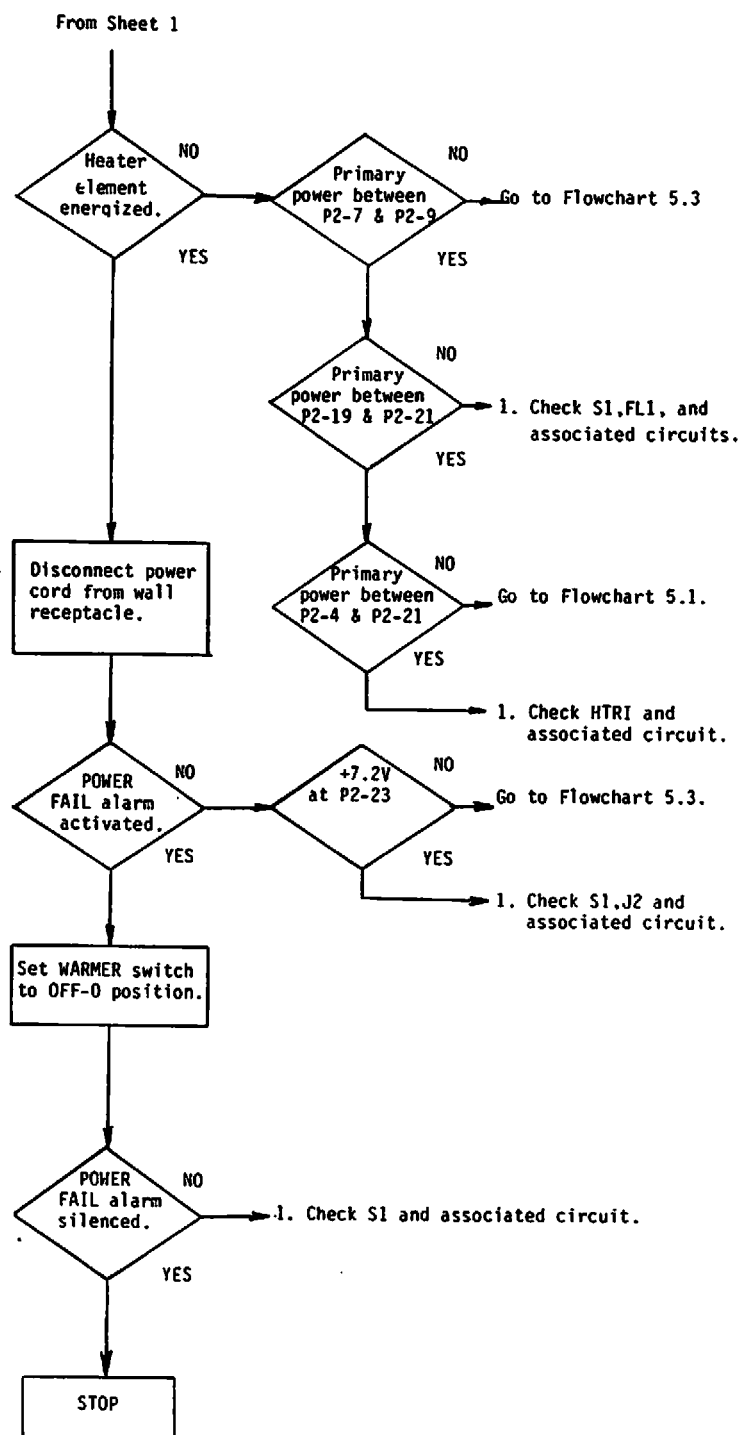 From Sheet 1
Heater
element
energized.
NO
YES
Primary
power between
P2-7 & P2-9
NO
Go to Flowchart 5.3
YES
Primary
power between
P2-19 & P2-21
NO
1. Check S1,FL1, and
associated circuits.
YES
Primary
power between
P2-4 & P2-21
NO
Go to Flowchart 5.1.
YES
1. Check HTRI and
associated circuit.
Disconnect power
cord from wall
receptacle.
POWER
FAIL alarm
activated.
NO
YES
+7.2V
at P2-23
NO
Go to Flowchart 5.3.
YES
1. Check S1,J2 and
associated circuit.
Set WARMER switch
to OFF-0 position.
POWER
FAIL alarm
silenced.
NO
1. Check S1 and associated circuit.
YES
STOP